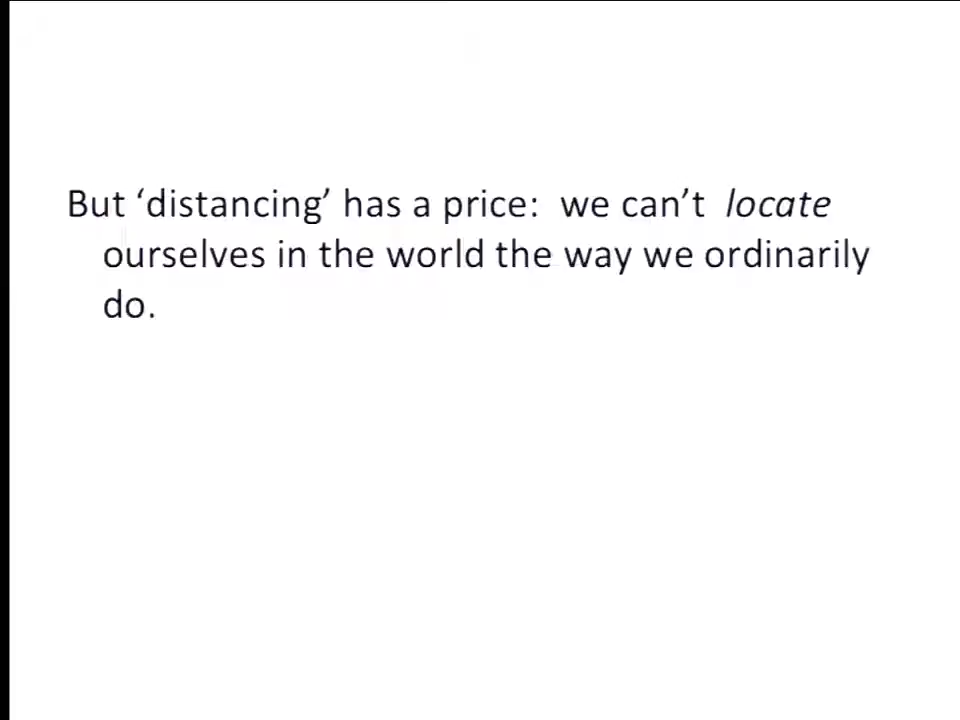 But ‘distancing’ has a price:  we can’t  locate
ourselves in the world the way we ordinarily
do.